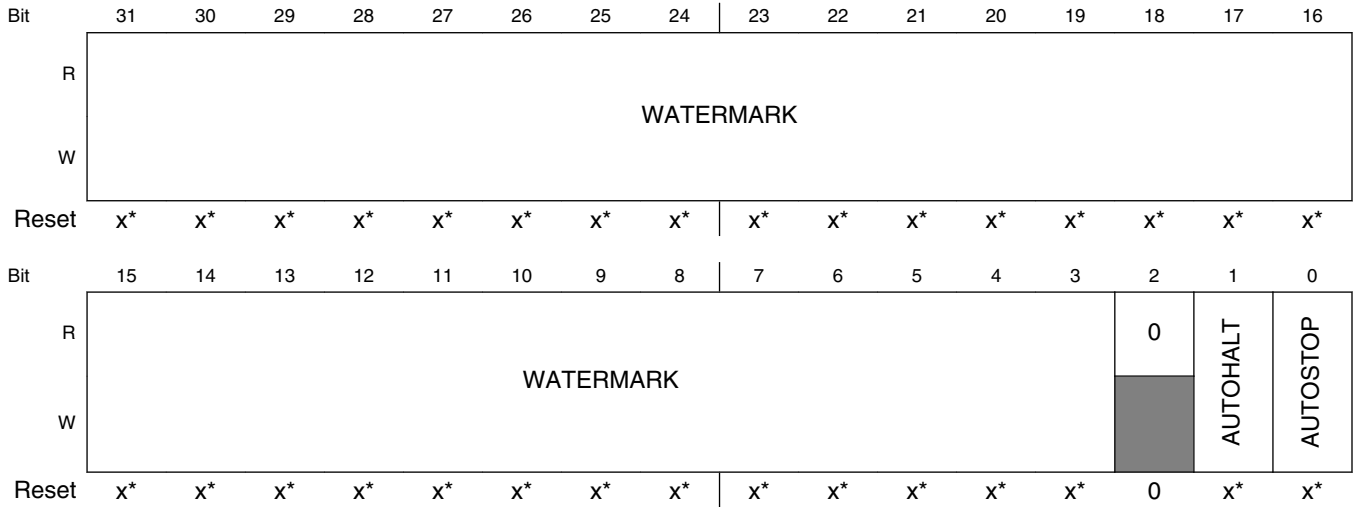 Bit 31 30 29 28 27 26 25 24 23 22 21 20 19 18 17 16
R
WATERMARK
W
Reset x* x* x* x* x* x* x* x* x* x* x* x* x* x* x* x*
Bit 15 14 13 12 11 10 9 8 7 6 5 4 3 2 1 0
R 0
WATERMARK AUTOHALT AUTOSTOP
W
Reset x* x* x* x* x* x* x* x* x* x* x* x* x* 0 x* x*